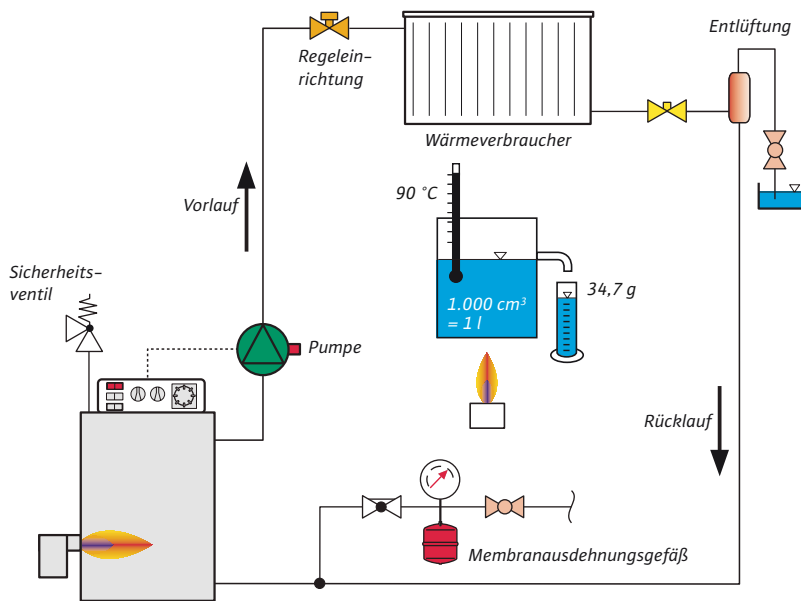 Entlüftung
Regelein-
richtung
Wärmeverbraucher
90 °C
Vorlauf
Sicherheits-
ventil
34,7 g
1.000 cm³
= 1 l
Pumpe
Rücklauf
Membranausdehnungsgefäß